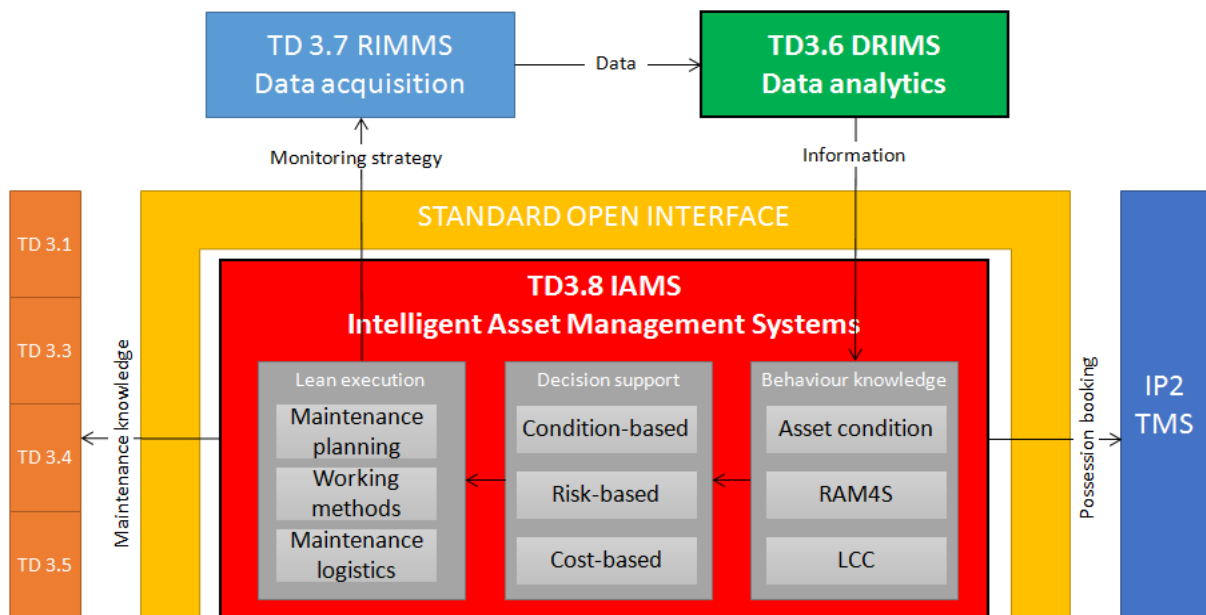 TD 3.7 RIMMS
Data acquisition
Data
TD3.6 DRIMS
Data analytics
Monitoring strategy
Information
STANDARD OPEN INTERFACE
TD 3.1
TD 3.3
TD 3.4
TD 3.5
Maintenance knowledge
TD3.8 IAMS
Intelligent Asset Management Systems
Lean execution
Maintenance
planning
Working
methods
Maintenance
logistics
Decision support
Condition-based
Risk-based
Cost-based
Behaviour knowledge
Asset condition
RAM4S
LCC
Possession booking
IP2
TMS